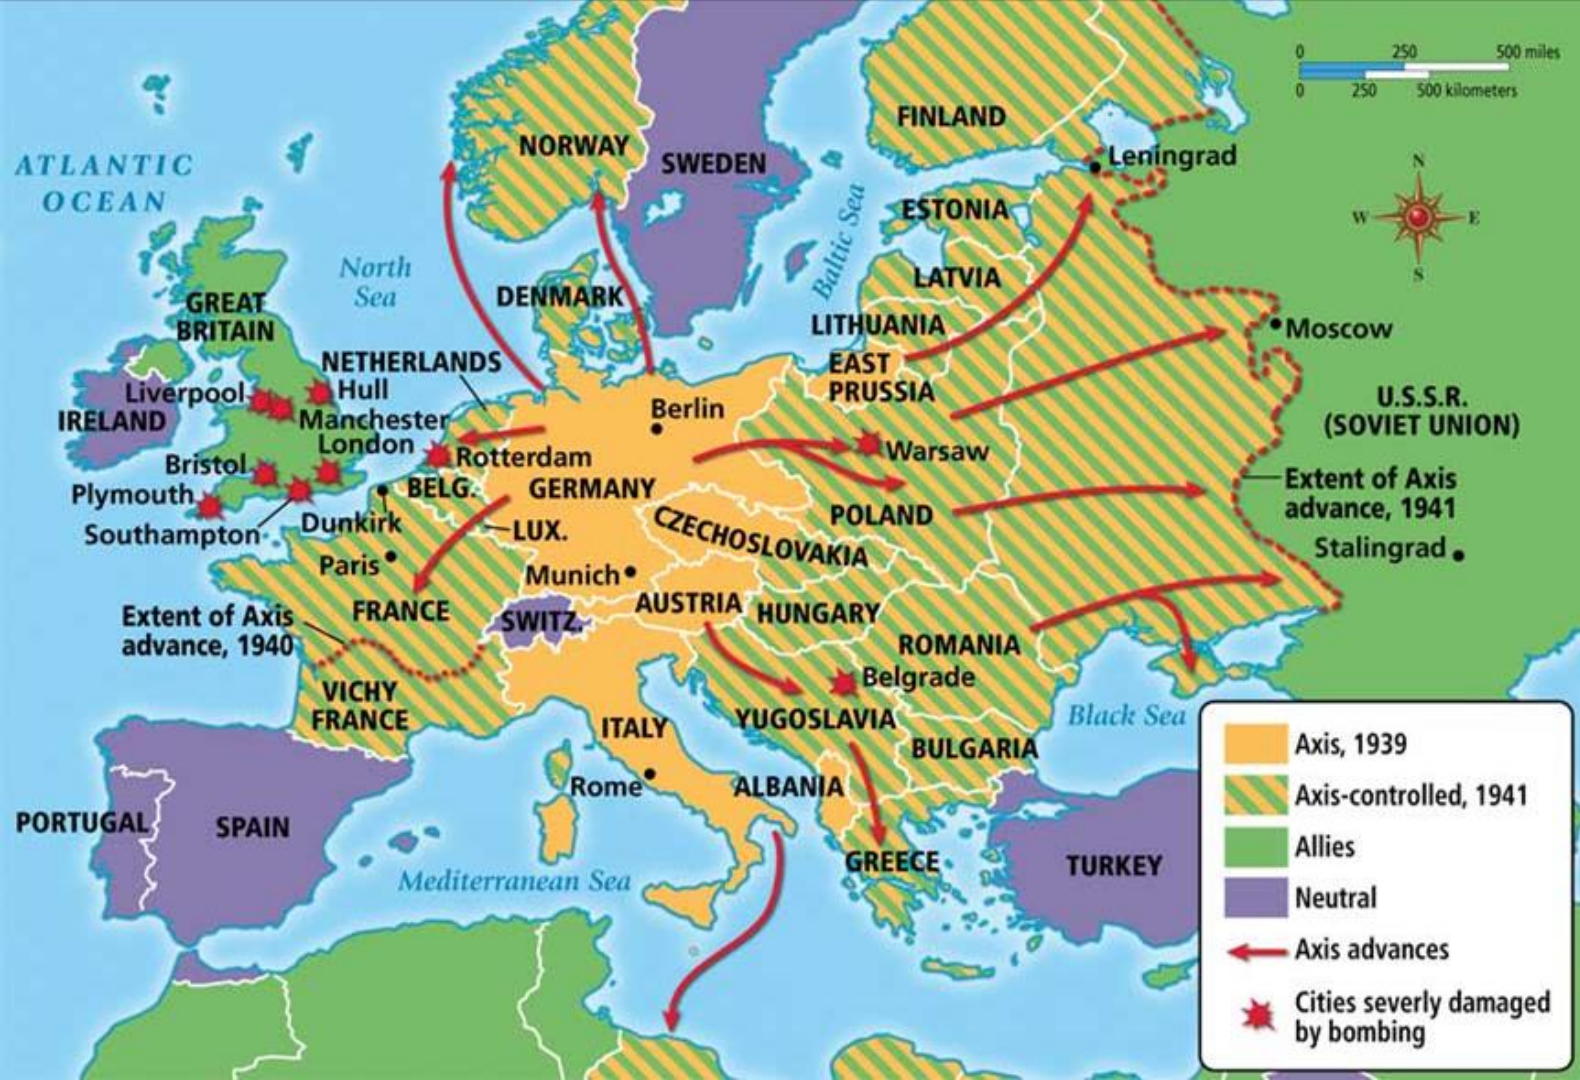 0 250 500 miles
0 250 500 kilometers
FINLAND
NORWAY
SWEDEN
Leningrad
N
W E
S
ATLANTIC
OCEAN
ESTONIA
Baltic Sea
North
Sea
LATVIA
DENMARK
GREAT
BRITAIN
LITHUANIA
Moscow
NETHERLANDS
EAST
PRUSSIA
Liverpool
Hull
IRELAND
Manchester
Berlin
U.S.S.R.
(SOVIET UNION)
London
Bristol
Rotterdam
Warsaw
Plymouth
BELG.
GERMANY
Extent of Axis
advance, 1941
Southampton
Dunkirk
LUX.
POLAND
CZECHOSLOVAKIA
Stalingrad
Paris
Munich
FRANCE
SWITZ.
AUSTRIA
HUNGARY
Extent of Axis
advance, 1940
ROMANIA
Belgrade
VICHY
FRANCE
ITALY
YUGOSLAVIA
Black Sea
BULGARIA
Rome
ALBANIA
PORTUGAL
SPAIN
GREECE
TURKEY
Mediterranean Sea
Axis, 1939
Axis-controlled, 1941
Allies
Neutral
Axis advances
Cities severly damaged
by bombing